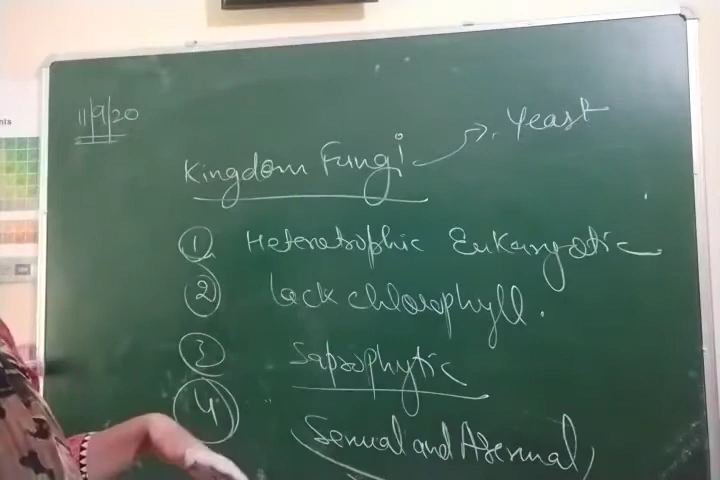 11/9/20
Kingdom Fungi → Yeast
① Heterotrophic Eukaryotic
② lack chlorophyll.
③ Saprophytic
④ Sexual and Asexual